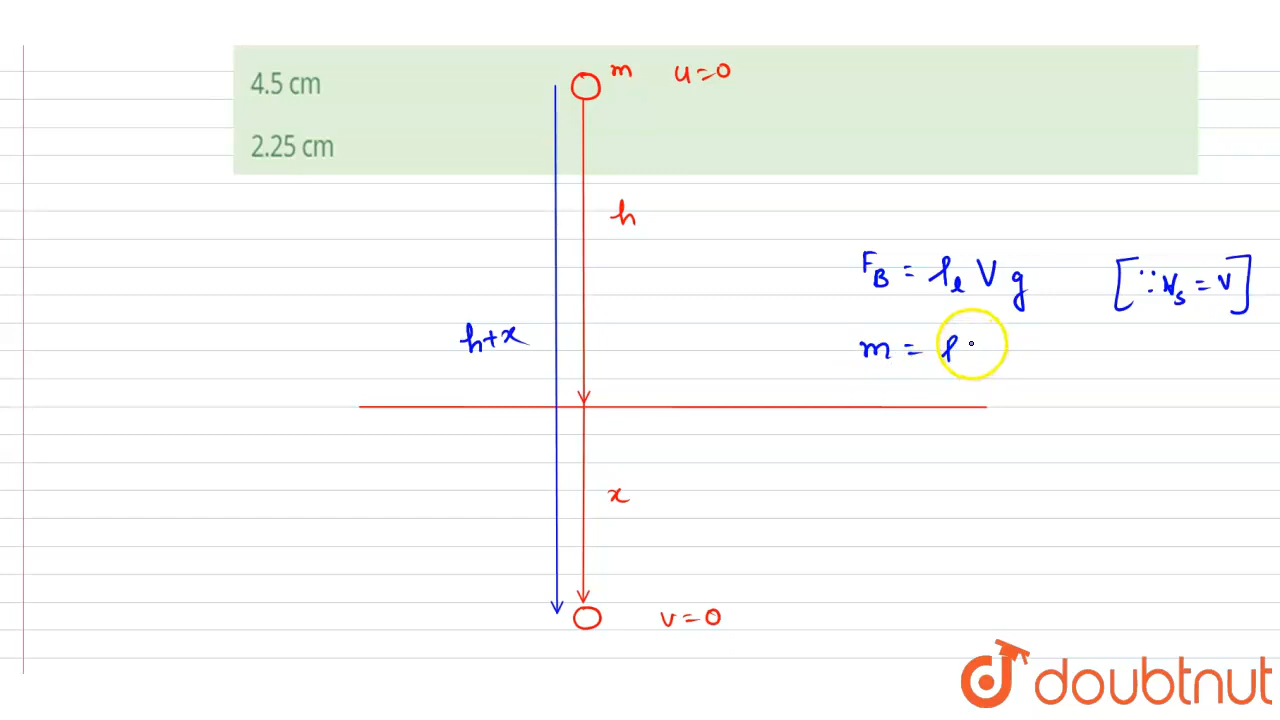 4.5 cm
m u=0
2.25 cm
h
F_B = ρ_l V g [∵ V_s = V]
h+x
m = ρ
x
v=0
doubtnut